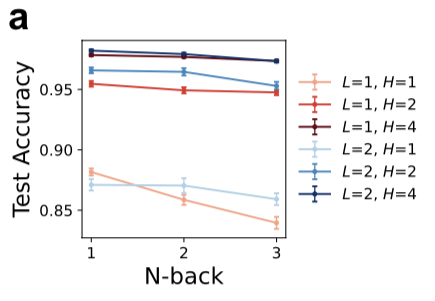 a
Test Accuracy
0.95
0.90
0.85
1
2
3
N-back
L=1, H=1
L=1, H=2
L=1, H=4
L=2, H=1
L=2, H=2
L=2, H=4